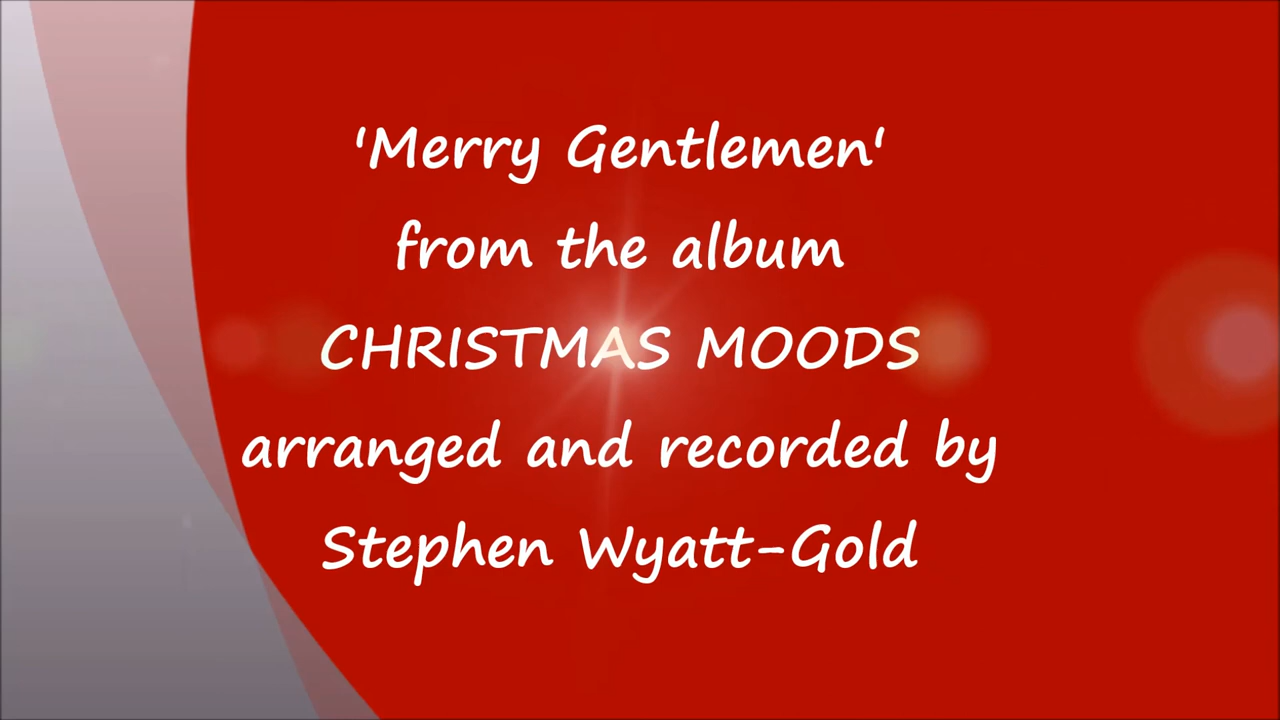 'Merry Gentlemen'
from the album
CHRISTMAS MOODS
arranged and recorded by
Stephen Wyatt-Gold